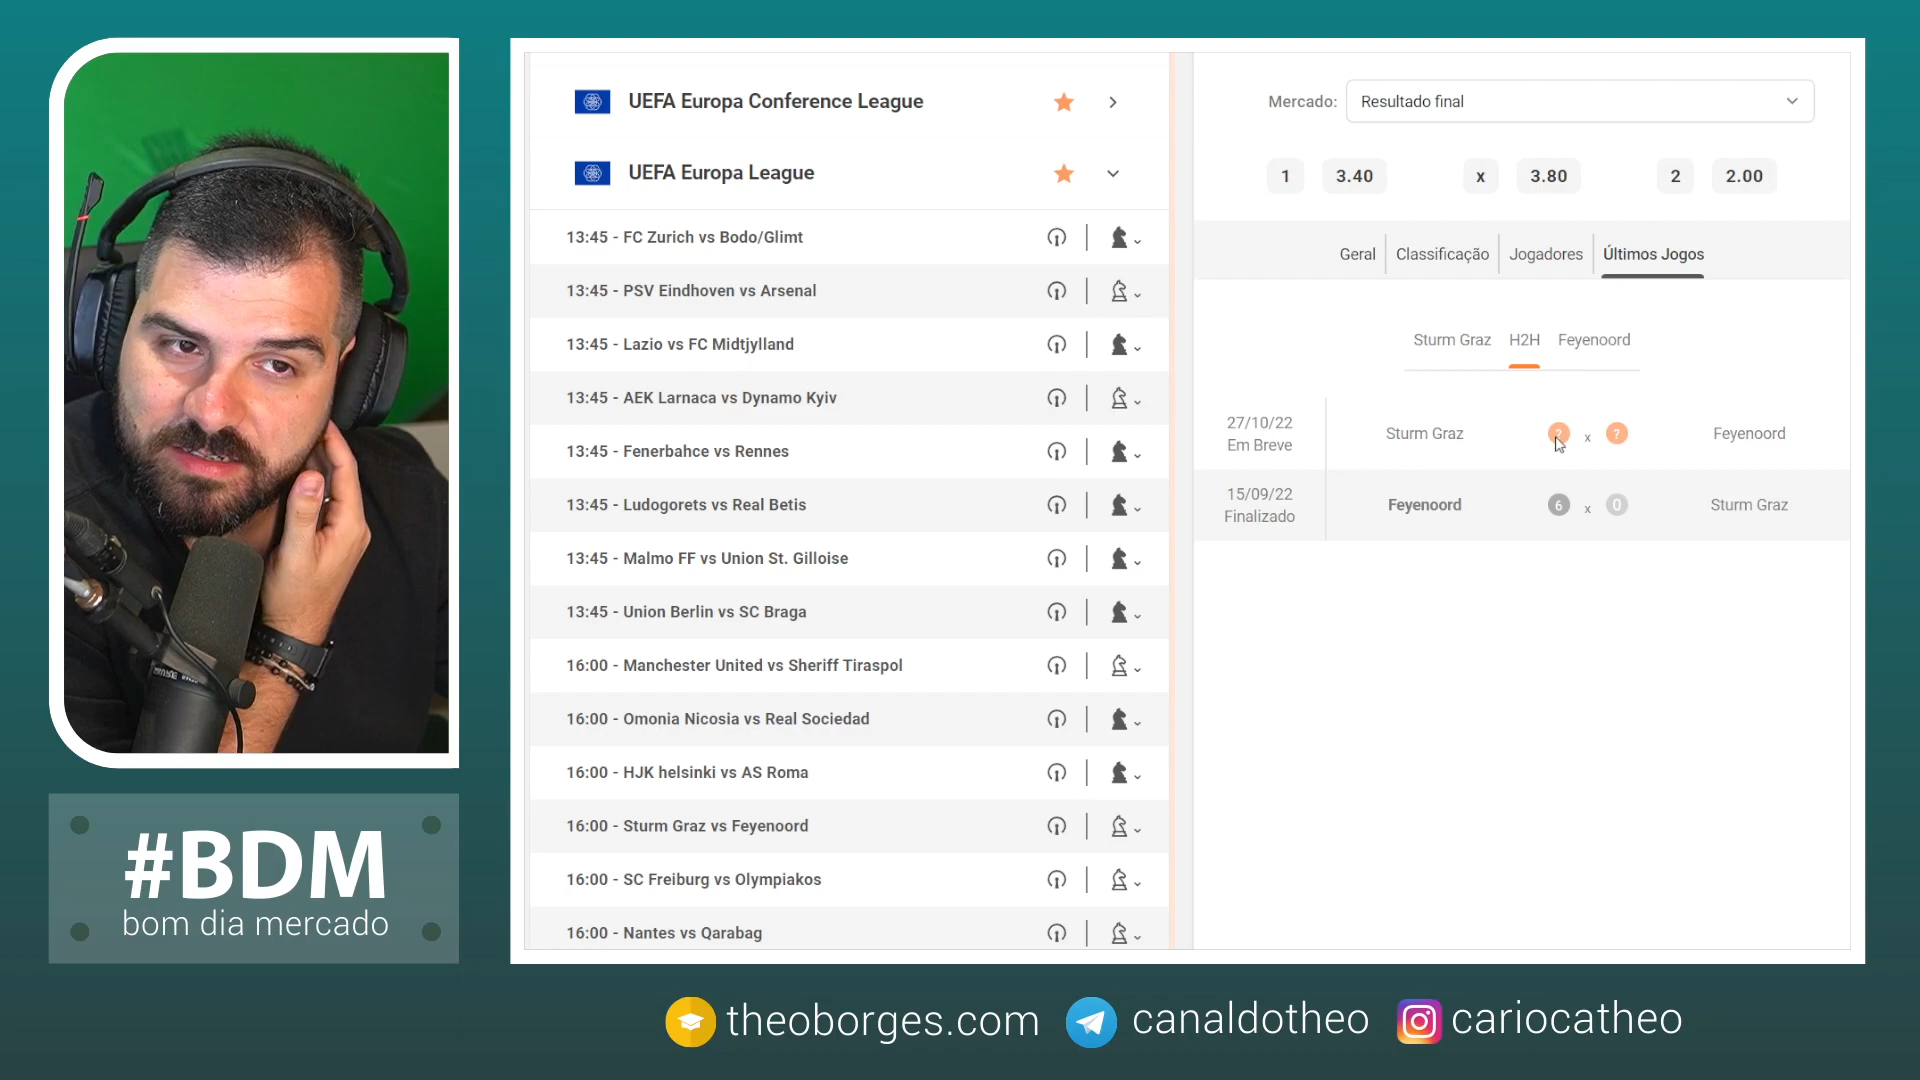 UEFA Europa Conference League
UEFA Europa League
13:45 - FC Zurich vs Bodo/Glimt
13:45 - PSV Eindhoven vs Arsenal
13:45 - Lazio vs FC Midtjylland
13:45 - AEK Larnaca vs Dynamo Kyiv
13:45 - Fenerbahce vs Rennes
13:45 - Ludogorets vs Real Betis
13:45 - Malmo FF vs Union St. Gilloise
13:45 - Union Berlin vs SC Braga
16:00 - Manchester United vs Sheriff Tiraspol
16:00 - Omonia Nicosia vs Real Sociedad
16:00 - HJK helsinki vs AS Roma
16:00 - Sturm Graz vs Feyenoord
16:00 - SC Freiburg vs Olympiakos
16:00 - Nantes vs Qarabag
Mercado: Resultado final
1 3.40 x 3.80 2 2.00
Geral Classificação Jogadores Últimos Jogos
Sturm Graz H2H Feyenoord
27/10/22
Em Breve
Sturm Graz ? x ? Feyenoord
15/09/22
Finalizado
Feyenoord 6 x 0 Sturm Graz
#BDM
bom dia mercado
theoborges.com canaldotheo cariocatheo